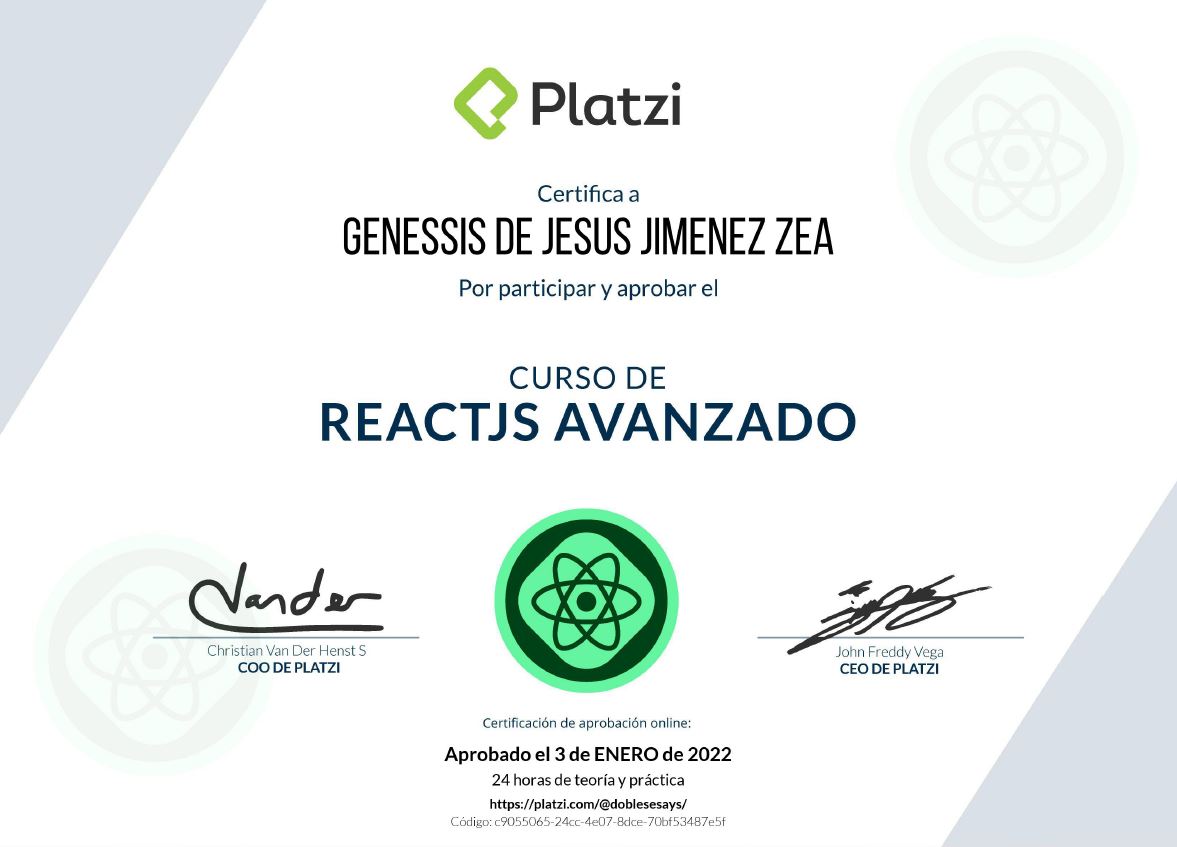 Platzi
Certifica a
GENESSIS DE JESUS JIMENEZ ZEA
Por participar y aprobar el
CURSO DE
REACTJS AVANZADO
Vander
Christian Van Der Henst S
COO DE PLATZI
John Freddy Vega
CEO DE PLATZI
Certificación de aprobación online:
Aprobado el 3 de ENERO de 2022
24 horas de teoría y práctica
https://platzi.com/@doblesesays/
Código: c9055065-24cc-4e07-8dce-70bf53487e5f